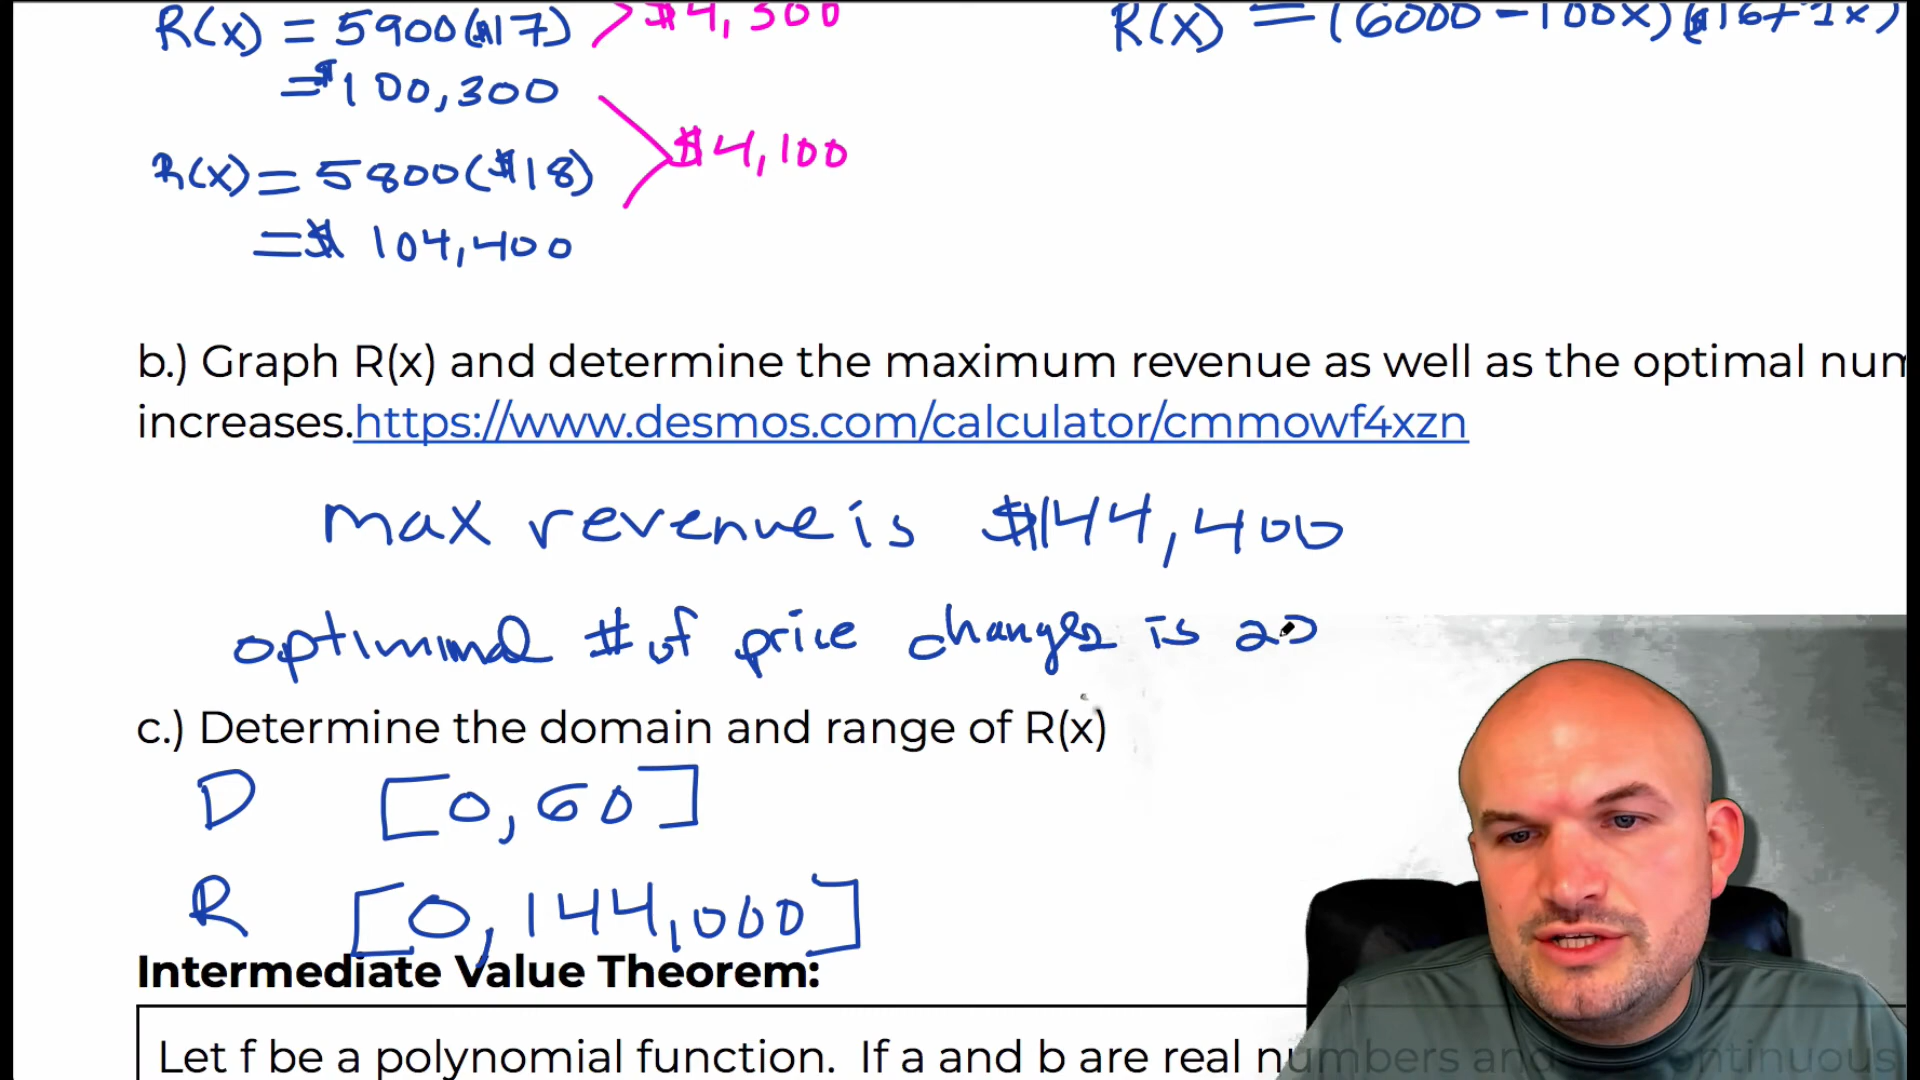 R(x) = 5900($17) $4,300
R(x) = (6000 - 100x)($16+1x)
= $100,300
$4,100
R(x) = 5800($18)
= $ 104,400
b.) Graph R(x) and determine the maximum revenue as well as the optimal num
increases.https://www.desmos.com/calculator/cmmowf4xzn
max revenue is $144,400
optimal # of price changes is 20
c.) Determine the domain and range of R(x)
D [0,60]
R [0,144,000]
Intermediate Value Theorem:
Let f be a polynomial function. If a and b are real numbers and continuous